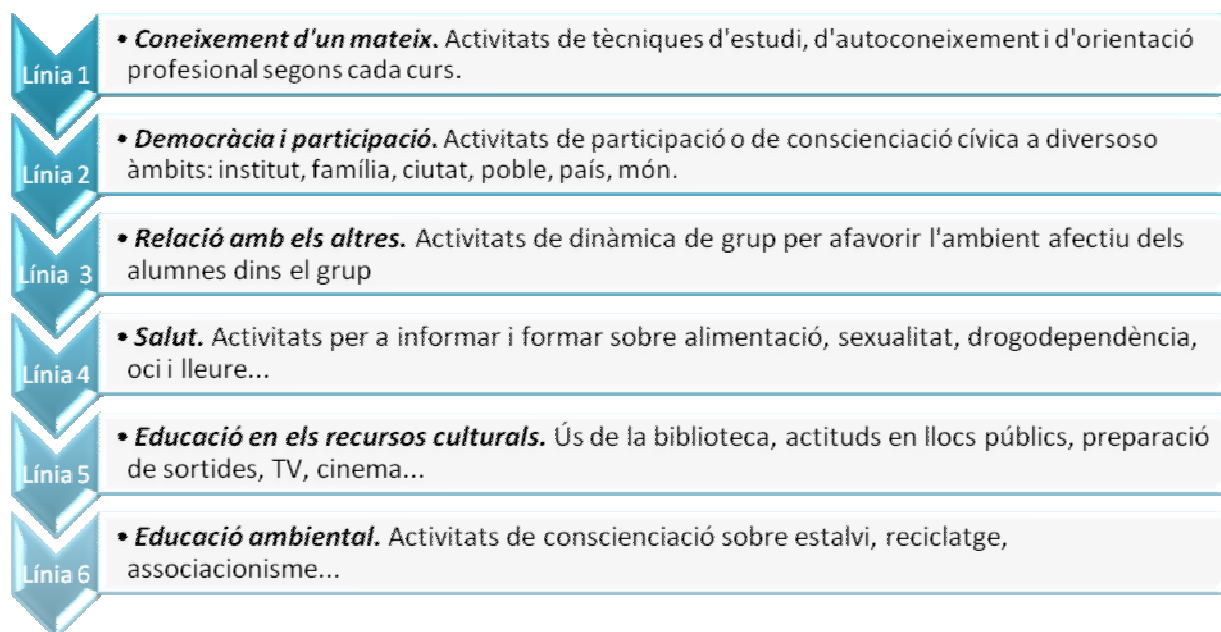 Línia 1
• Coneixement d'un mateix. Activitats de tècniques d'estudi, d'autoconeixement i d'orientació
profesional segons cada curs.
Línia 2
• Democràcia i participació. Activitats de participació o de conscienciació cívica a diversoso
àmbits: institut, família, ciutat, poble, país, món.
Línia 3
• Relació amb els altres. Activitats de dinàmica de grup per afavorir l'ambient afectiu dels
alumnes dins el grup
Línia 4
• Salut. Activitats per a informar i formar sobre alimentació, sexualitat, drogodependència,
oci i lleure...
Línia 5
• Educació en els recursos culturals. Ús de la biblioteca, actituds en llocs públics, preparació
de sortides, TV, cinema...
Línia 6
• Educació ambiental. Activitats de conscienciació sobre estalvi, reciclatge,
associacionisme...